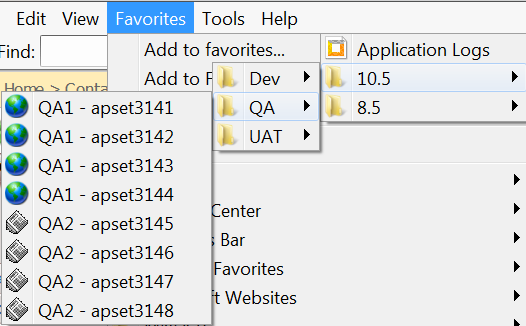 Edit View Favorites Tools Help
Find:
Add to favorites...
Application Logs
Home > Conta
Add to F
Dev
10.5
QA1 - apset3141
QA
8.5
QA1 - apset3142
UAT
QA1 - apset3143
QA1 - apset3144
Center
QA2 - apset3145
s Bar
QA2 - apset3146
Favorites
QA2 - apset3147
ft Websites
QA2 - apset3148